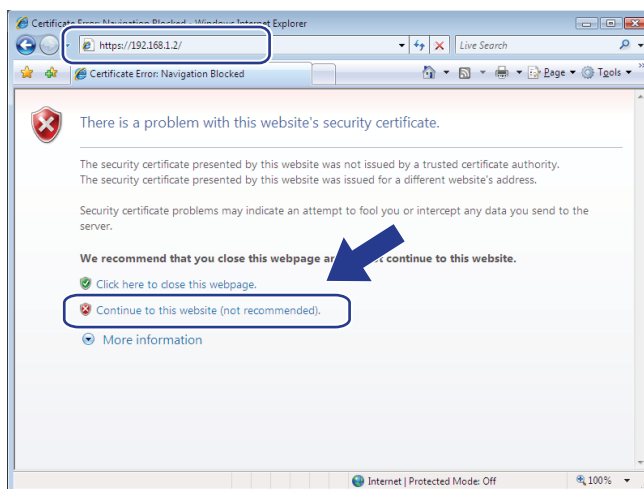 Certificate Error: Navigation Blocked - Windows Internet Explorer
https://192.168.1.2/
Live Search
Certificate Error: Navigation Blocked
Page
Tools
There is a problem with this website's security certificate.
The security certificate presented by this website was not issued by a trusted certificate authority.
The security certificate presented by this website was issued for a different website's address.
Security certificate problems may indicate an attempt to fool you or intercept any data you send to the
server.
We recommend that you close this webpage an continue to this website.
Click here to close this webpage.
Continue to this website (not recommended).
More information
Internet | Protected Mode: Off
100%